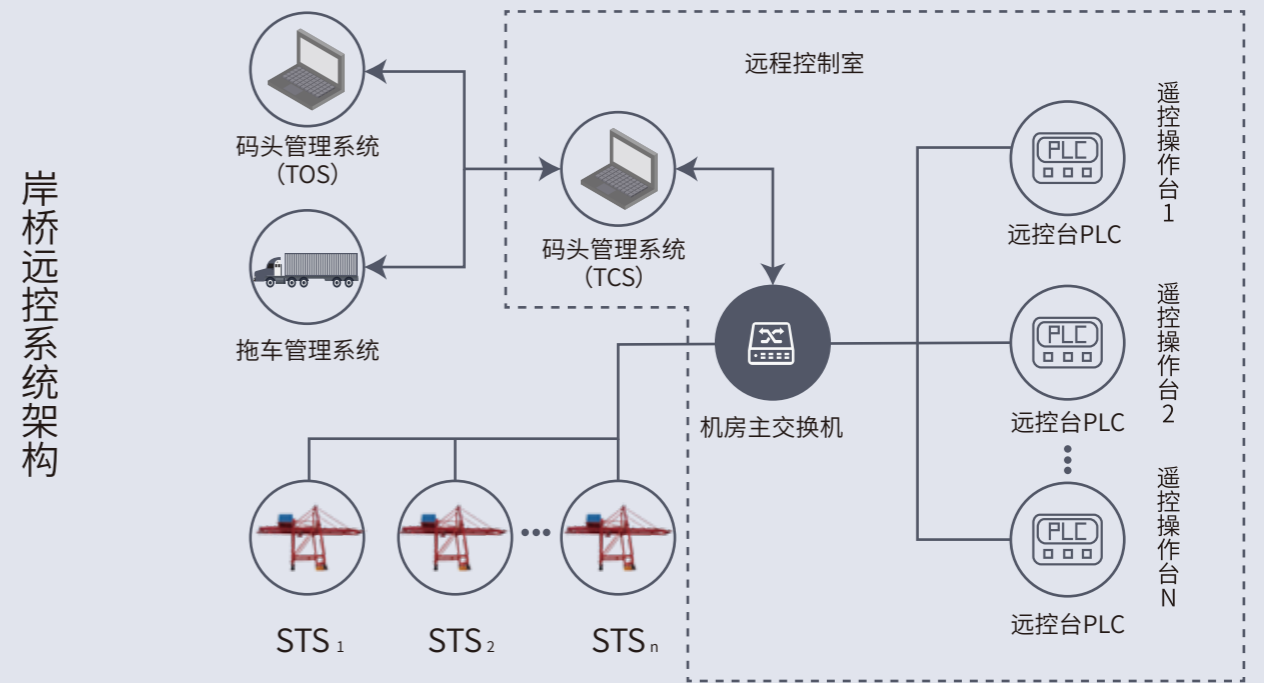 岸桥远控系统架构
码头管理系统
（TOS）
拖车管理系统
远程控制室
码头管理系统
（TCS）
机房主交换机
PLC
远控台PLC
遥控操作台1
PLC
远控台PLC
遥控操作台2
PLC
远控台PLC
遥控操作台N
STS 1
STS 2
STS n